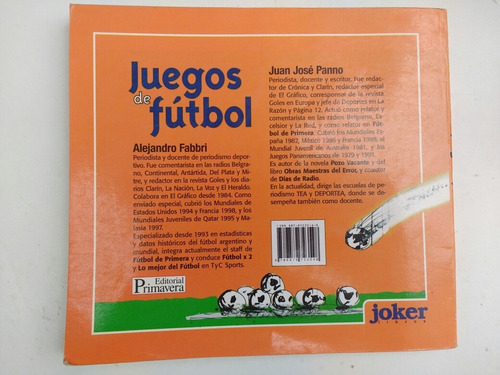 Juegos
de
fútbol
Alejandro Fabbri
Periodista y docente de periodismo depor-
tivo. Fue comentarista en las radios Belgra-
no, Continental, Antártida, Del Plata y Mi-
tre, y redactor en la revista Goles y los dia-
rios Clarín, La Nación, La Voz y El Heraldo.
Colabora en El Gráfico desde 1984. Como
enviado especial, cubrió los Mundiales de
Estados Unidos 1994 y Francia 1998, y los
Mundiales Juveniles de Qatar 1995 y Ma-
lasia 1997.
Especializado desde 1993 en estadísticas
y datos históricos del fútbol argentino y
mundial, integra actualmente el staff de
Fútbol de Primera y conduce Fútbol x 2
y Lo mejor del Fútbol en TyC Sports.
Editorial
Primavera
Juan José Panno
Periodista, docente y escritor. Fue redac-
tor de Crónica y Clarín, redactor especial
de El Gráfico, corresponsal de la revista
Goles en Europa y jefe de Deportes en La
Razón y Página 12. Actuó como relator y
comentarista en las radios: Belgrano, Ex-
celsior y La Red, y como relator en Fút-
bol de Primera. Cubrió los Mundiales
España 1982, México 1986 y Francia 1998, el
Mundial Juvenil de Australia 1981, y los
Juegos Panamericanos de 1979 y 1991.
Es autor de la novela Pozo Vacante y del
libro Obras Maestras del Error, y coautor
de Días de Radio.
En la actualidad, dirige las escuelas de perio-
dismo TEA y DEPORTEA, donde se de-
sempeña también como docente.
joker